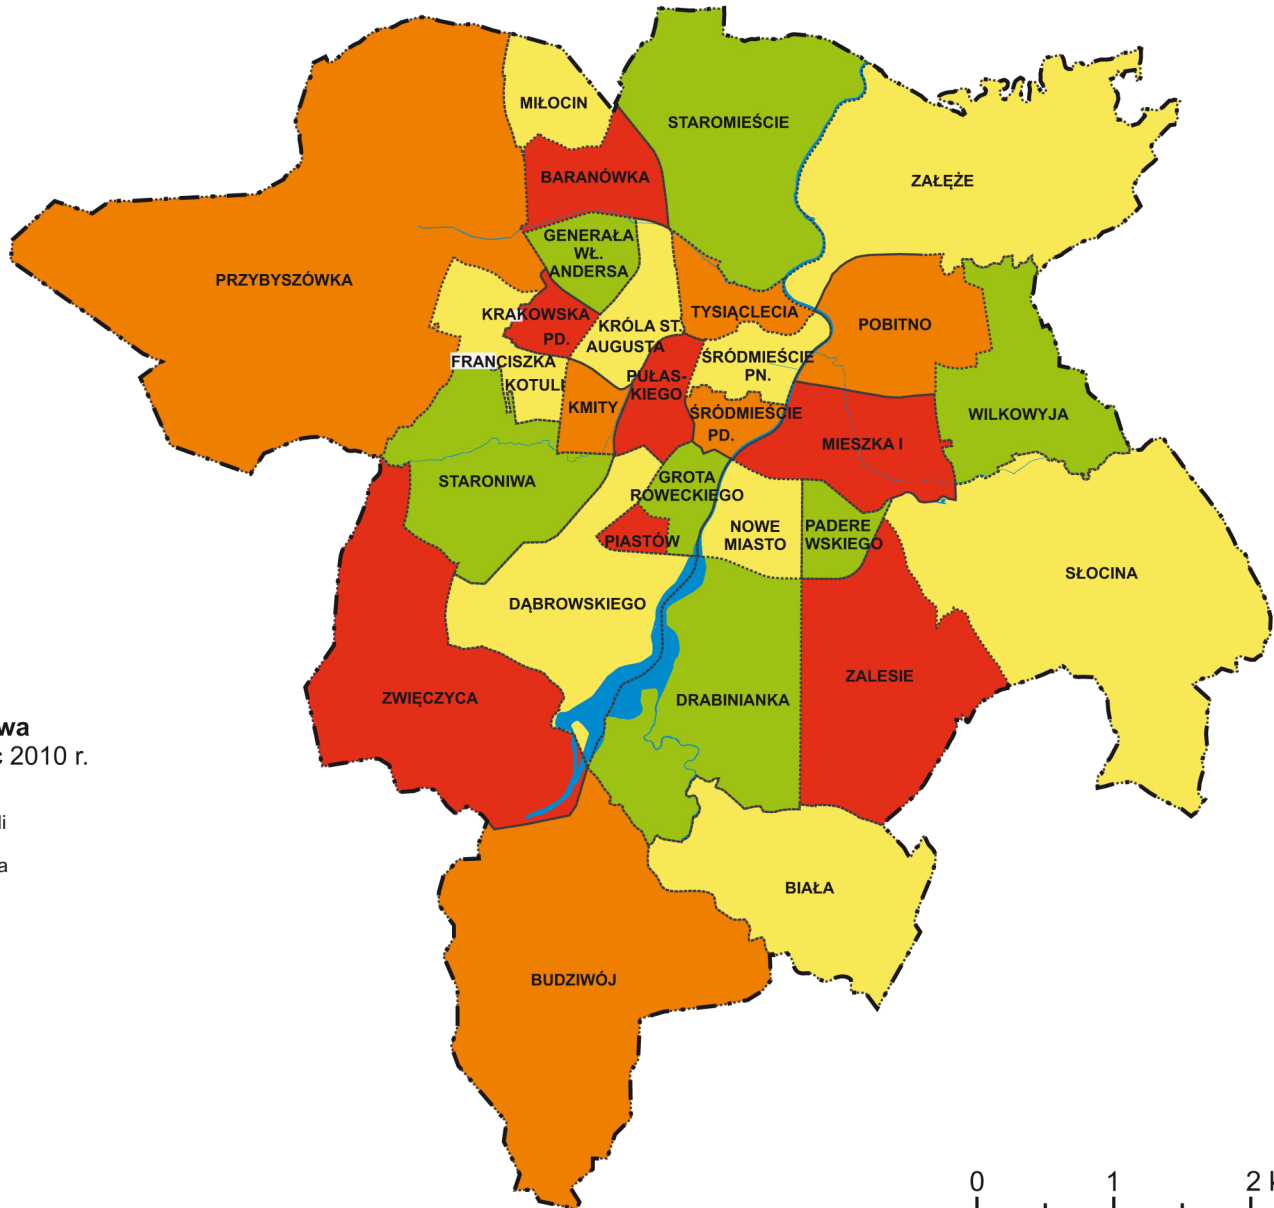 MIŁOCIN
STAROMIEŚCIE
BARANÓWKA
ZAŁĘŻE
GENERAŁA
WŁ.
ANDERSA
PRZYBYSZÓWKA
KRAKOWSKA
PD.
TYSIĄCLECIA
KRÓLA ST.
AUGUSTA
POBITNO
ŚRÓDMIEŚCIE
PN.
FRANCISZKA
KOTULI
PUŁAS-
KIEGO
KMITY
ŚRÓDMIEŚCIE
PD.
WILKOWYJA
MIESZKA I
STARONIWA
GROTA
ROWECKIEGO
NOWE
MIASTO
PADERE
WSKIEGO
PIASTÓW
SŁOCINA
DĄBROWSKIEGO
ZALESIE
ZWIĘCZYCA
DRABINIANKA
wa
c 2010 r.
li
a
BIAŁA
BUDZIWÓJ
0 1 2 k